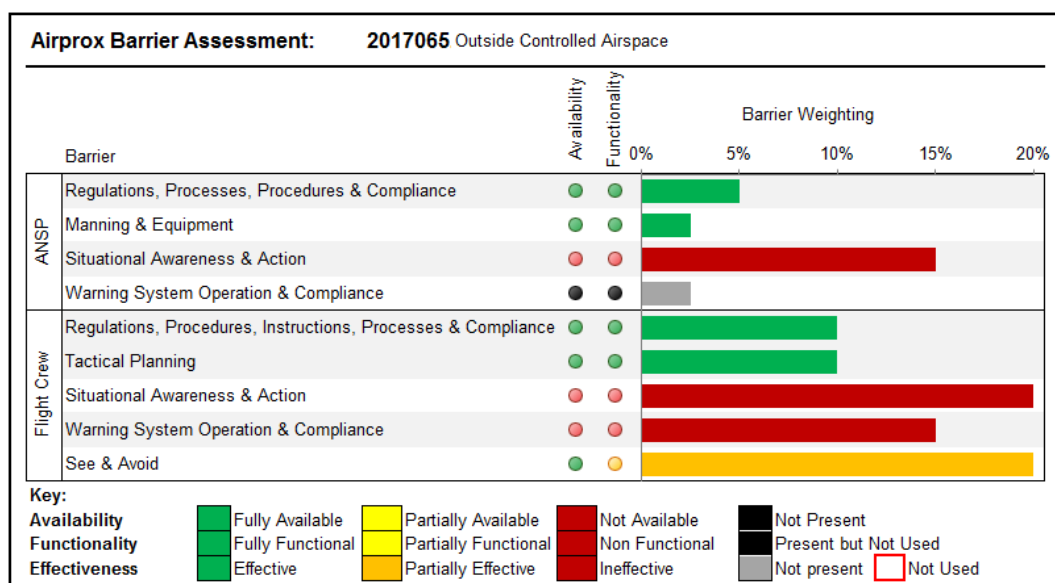 Airprox Barrier Assessment: 2017065 Outside Controlled Airspace
Barrier Availability Functionality Barrier Weighting
0% 5% 10% 15% 20%
ANSP
Regulations, Processes, Procedures & Compliance
Manning & Equipment
Situational Awareness & Action
Warning System Operation & Compliance
Flight Crew
Regulations, Procedures, Instructions, Processes & Compliance
Tactical Planning
Situational Awareness & Action
Warning System Operation & Compliance
See & Avoid
Key:
Availability Fully Available Partially Available Not Available Not Present
Functionality Fully Functional Partially Functional Non Functional Present but Not Used
Effectiveness Effective Partially Effective Ineffective Not present Not Used